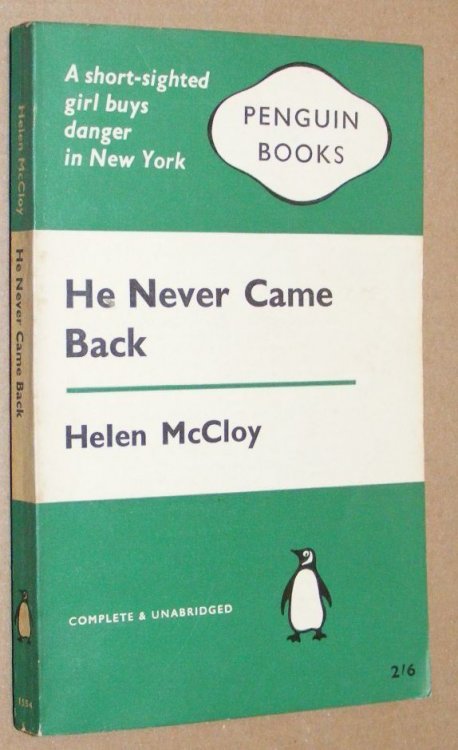 A short-sighted
girl buys
danger
in New York
PENGUIN
BOOKS
He Never Came
Back
Helen McCloy
COMPLETE & UNABRIDGED
2/6
Helen McCloy
He Never Came Back
1554